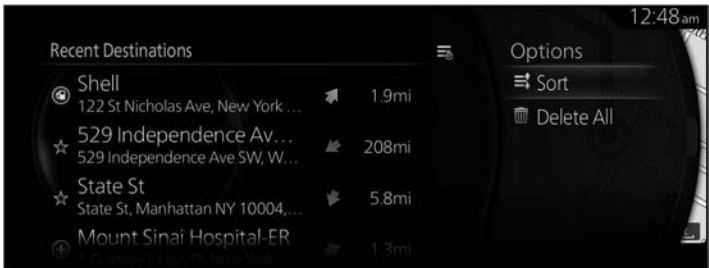 12:48am
Recent Destinations
Options
Shell
122 St Nicholas Ave, New York ...
1.9mi
Sort
529 Independence Av...
529 Independence Ave SW, W...
208mi
Delete All
State St
State St, Manhattan NY 10004,...
5.8mi
Mount Sinai Hospital-ER
1.3mi